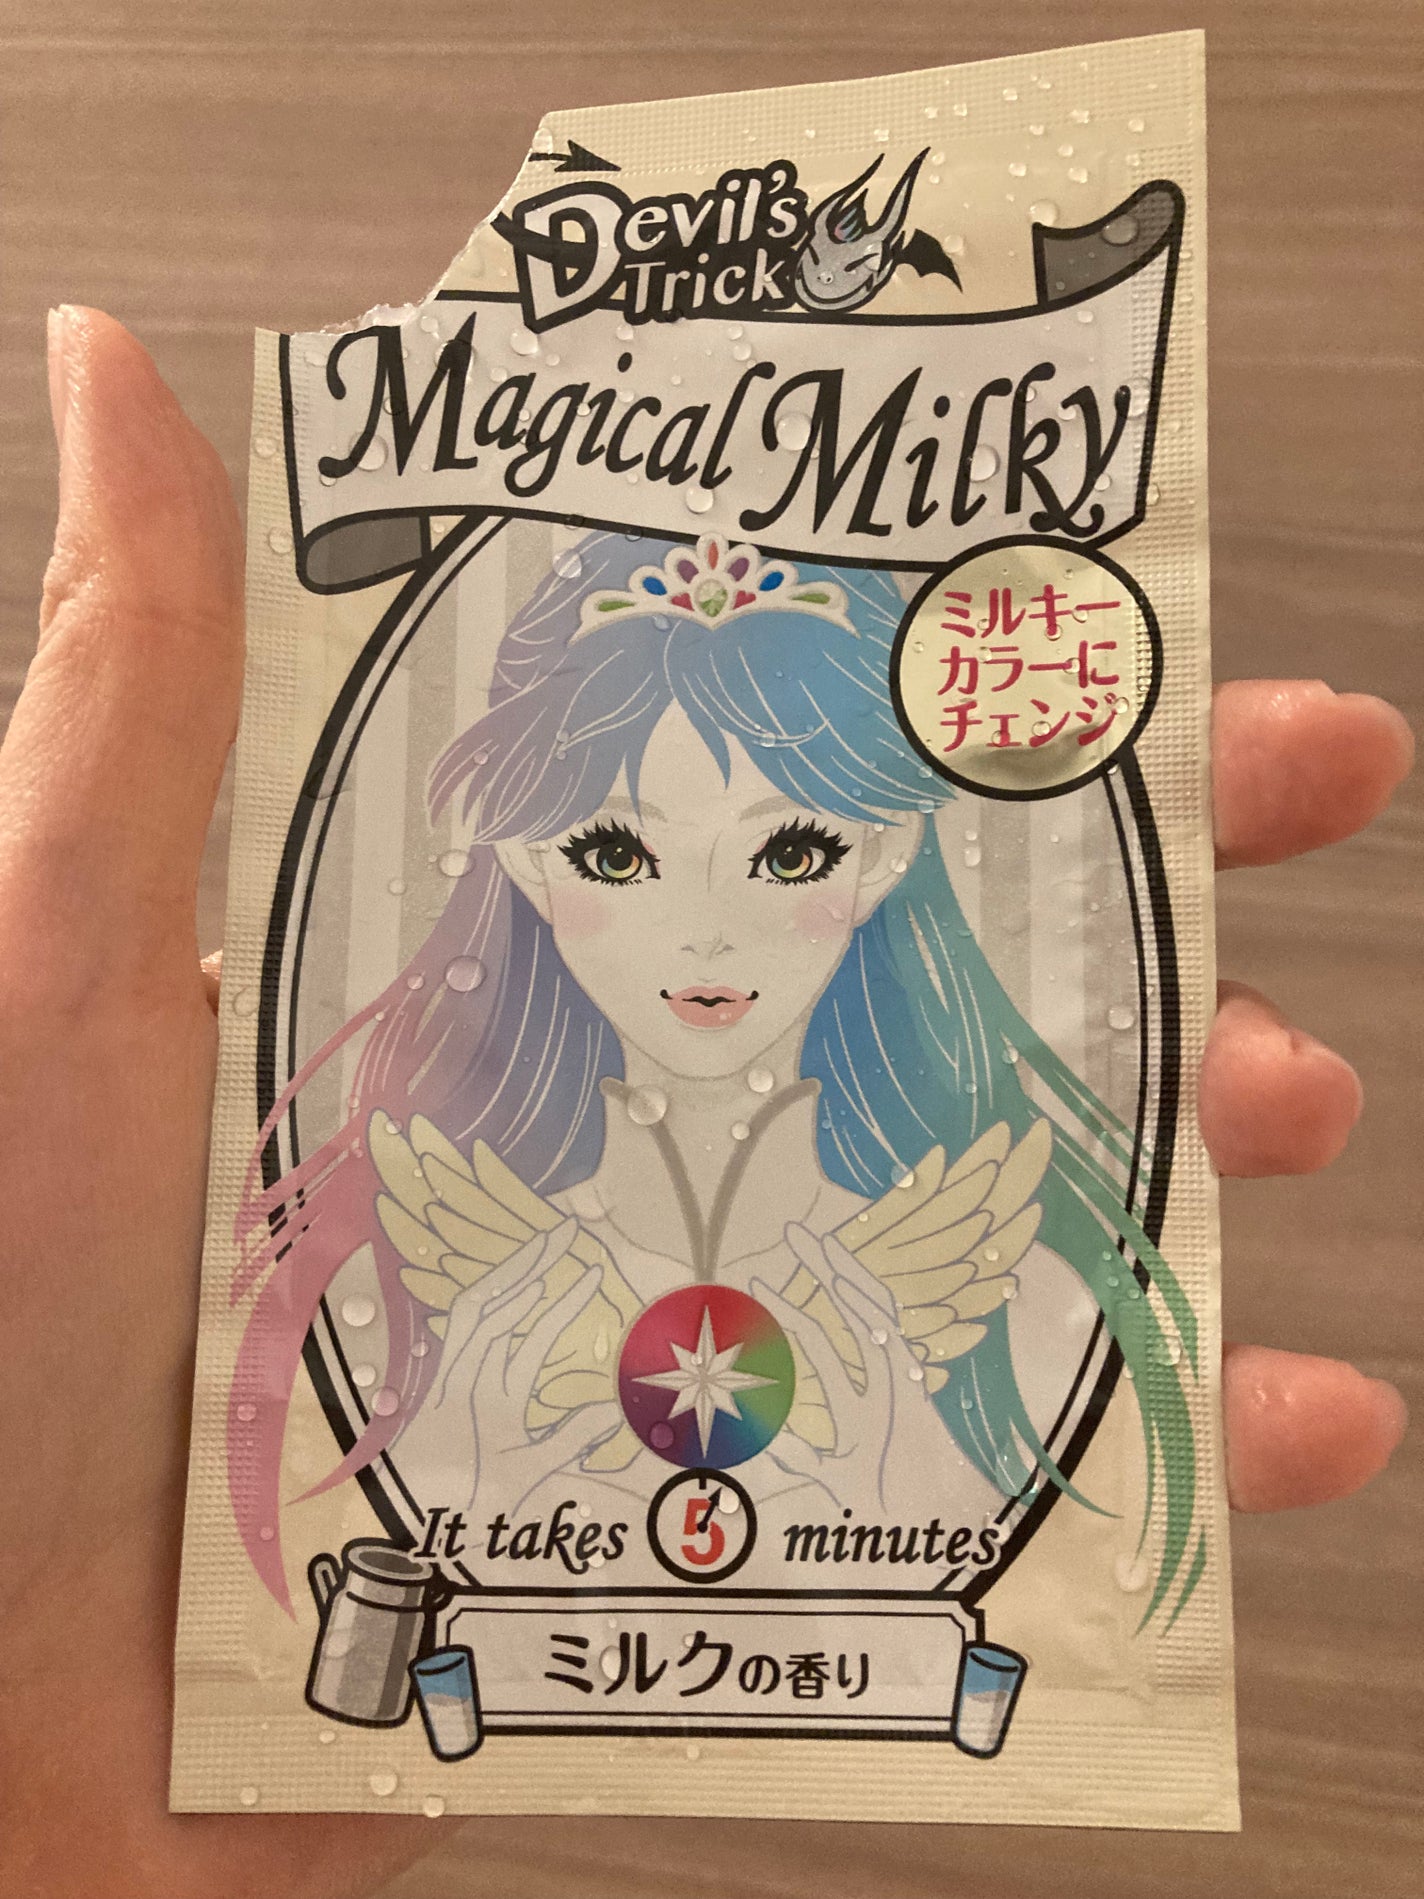 Devil's
Trick
Magical Milky
ミルキー
カラーに
チェンジ
It takes 5 minutes
ミルクの香り